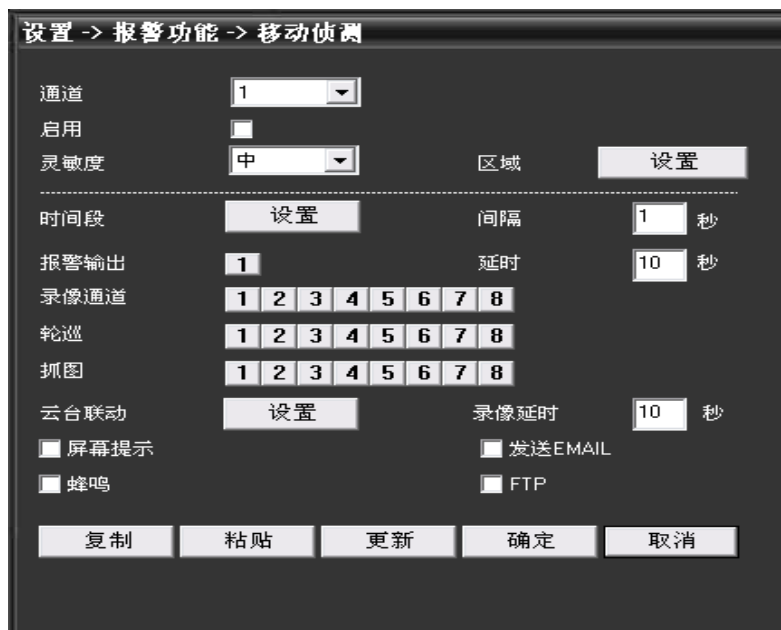 设置 -> 报警功能 -> 移动侦测
通道 1
启用
灵敏度 中 区域 设置
时间段 设置 间隔 1 秒
报警输出 1 延时 10 秒
录像通道 1 2 3 4 5 6 7 8
轮巡 1 2 3 4 5 6 7 8
抓图 1 2 3 4 5 6 7 8
云台联动 设置 录像延时 10 秒
屏幕提示 发送EMAIL
蜂鸣 FTP
复制 粘贴 更新 确定 取消